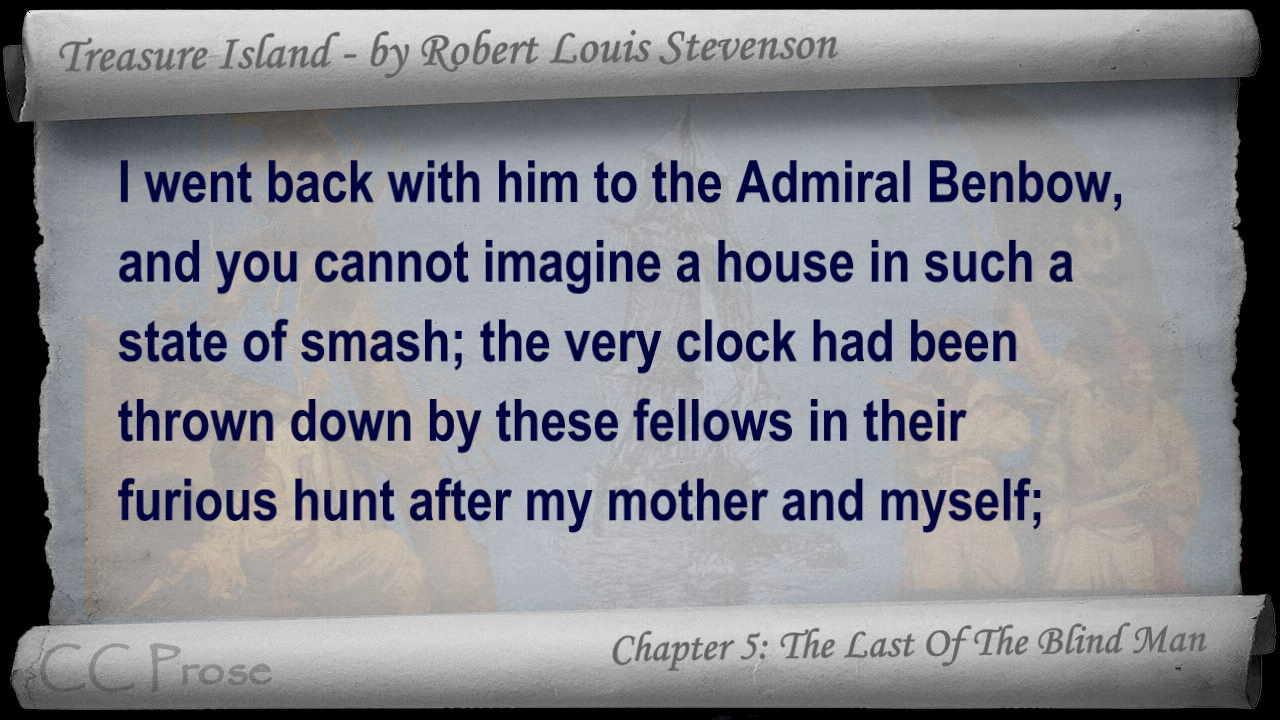 Treasure Island - by Robert Louis Stevenson
I went back with him to the Admiral Benbow,
and you cannot imagine a house in such a
state of smash; the very clock had been
thrown down by these fellows in their
furious hunt after my mother and myself;
Chapter 5: The Last Of The Blind Man
CC Prose